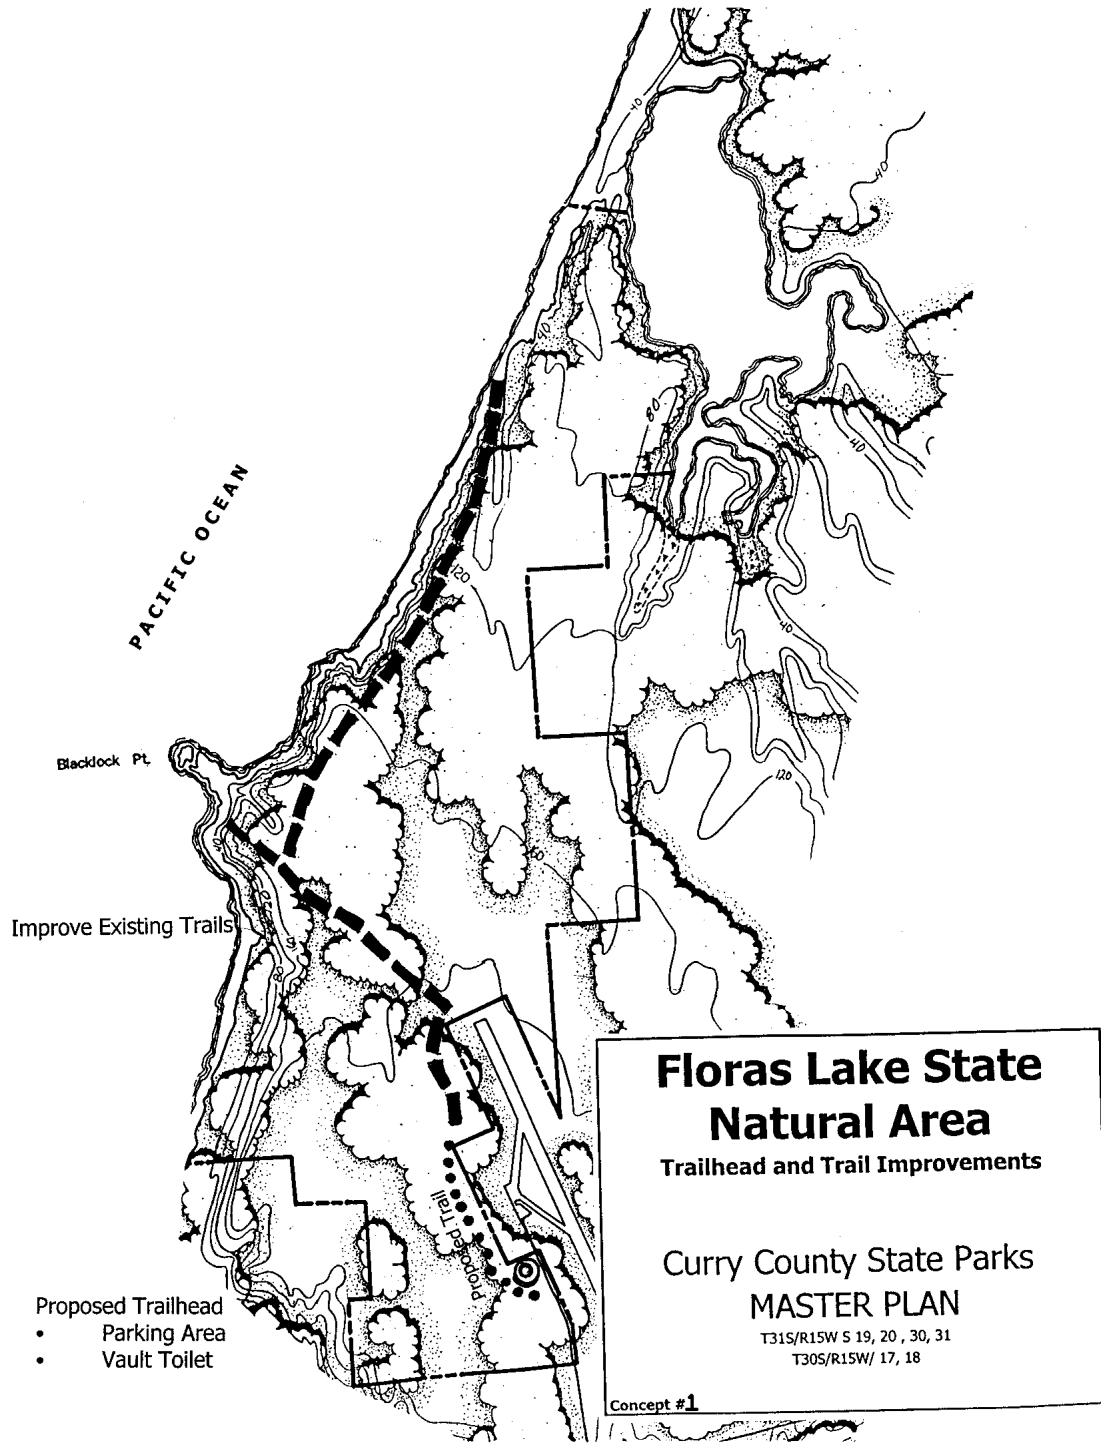 40
40
40
80
40
PACIFIC OCEAN
120
40
Blacklock Pt.
120
160
Improve Existing Trails
80
Floras Lake State
Natural Area
Trailhead and Trail Improvements
Proposed Trail
Curry County State Parks
MASTER PLAN
T31S/R15W S 19, 20 , 30, 31
T30S/R15W/ 17, 18
Proposed Trailhead
• Parking Area
• Vault Toilet
Concept #1